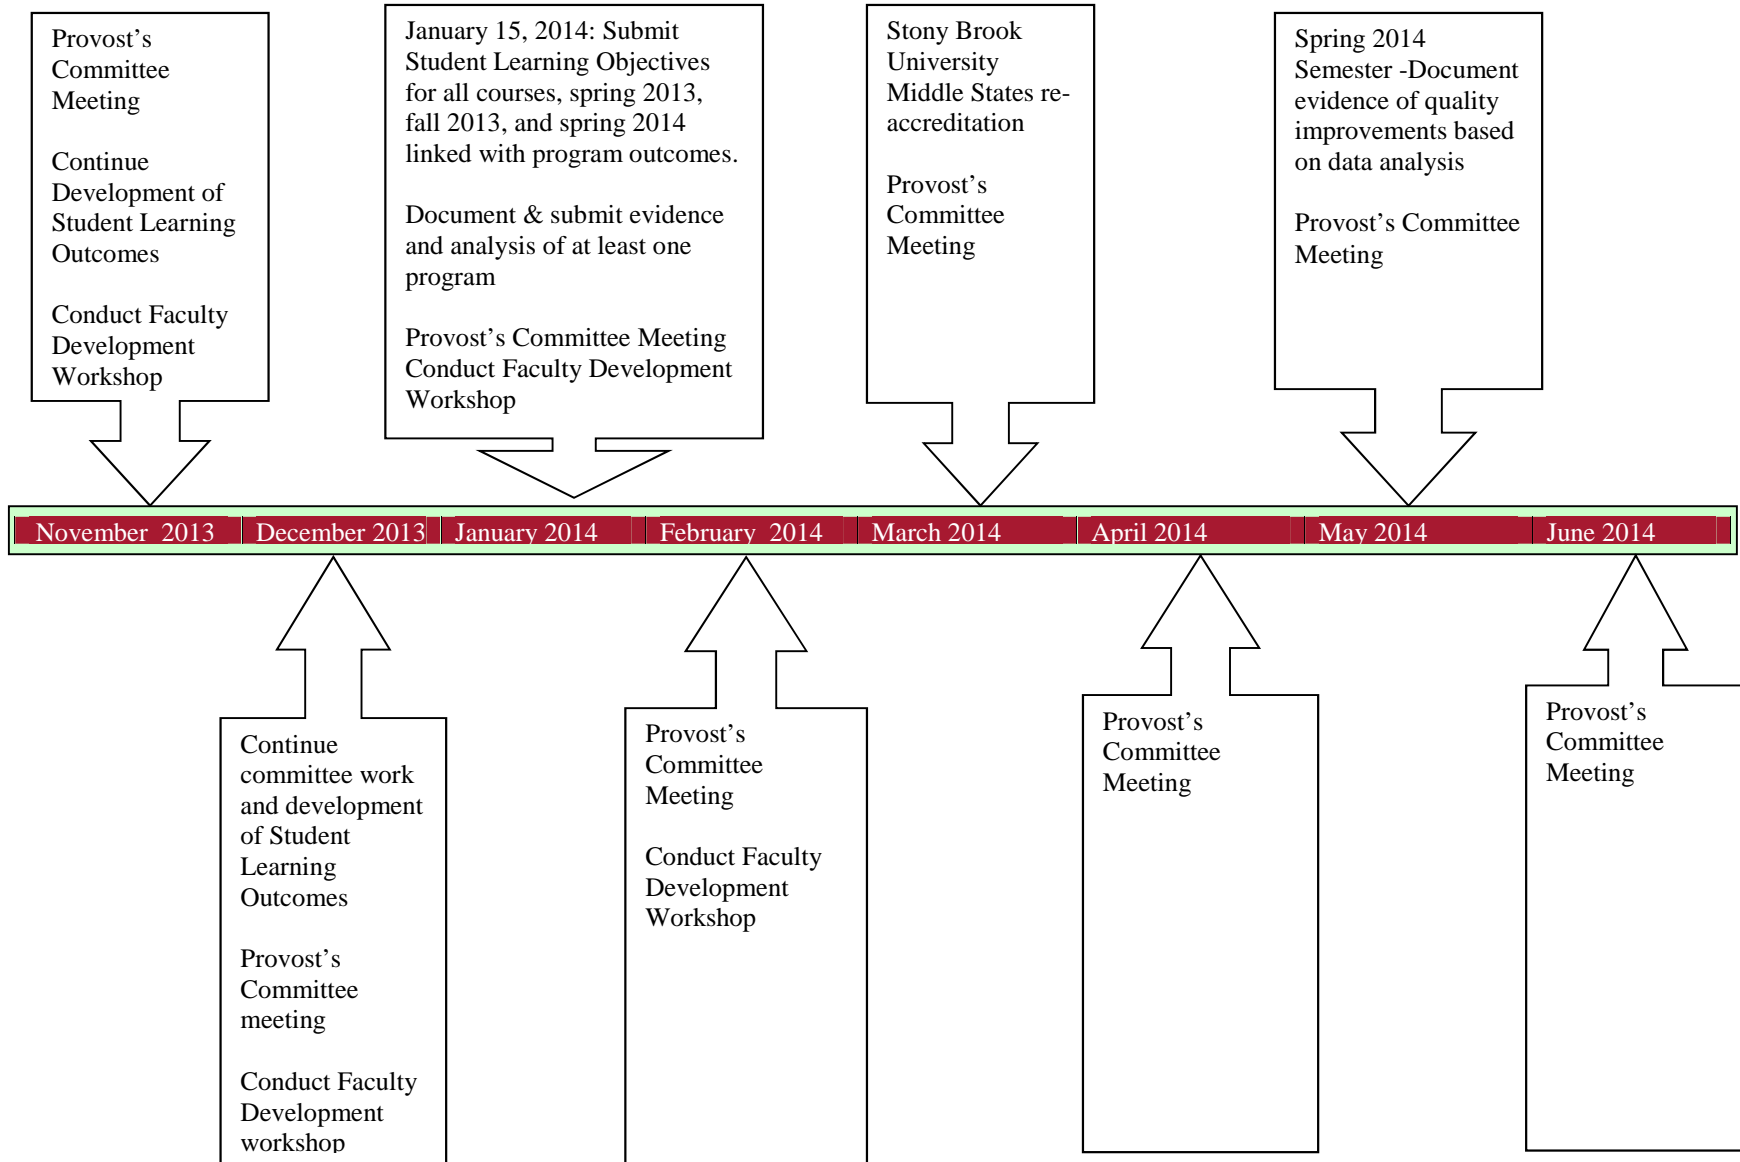 Provost’s
Committee
Meeting
Continue
Development of
Student Learning
Outcomes
Conduct Faculty
Development
Workshop
January 15, 2014: Submit
Student Learning Objectives
for all courses, spring 2013,
fall 2013, and spring 2014
linked with program outcomes.
Document & submit evidence
and analysis of at least one
program
Provost’s Committee Meeting
Conduct Faculty Development
Workshop
Stony Brook
University
Middle States re-
accreditation
Provost’s
Committee
Meeting
Spring 2014
Semester -Document
evidence of quality
improvements based
on data analysis
Provost’s Committee
Meeting
November  2013
December 2013
January 2014
February  2014
March 2014
April 2014
May 2014
June 2014
Continue
committee work
and development
of Student
Learning
Outcomes
Provost’s
Committee
meeting
Conduct Faculty
Development
workshop
Provost’s
Committee
Meeting
Conduct Faculty
Development
Workshop
Provost’s
Committee
Meeting
Provost’s
Committee
Meeting